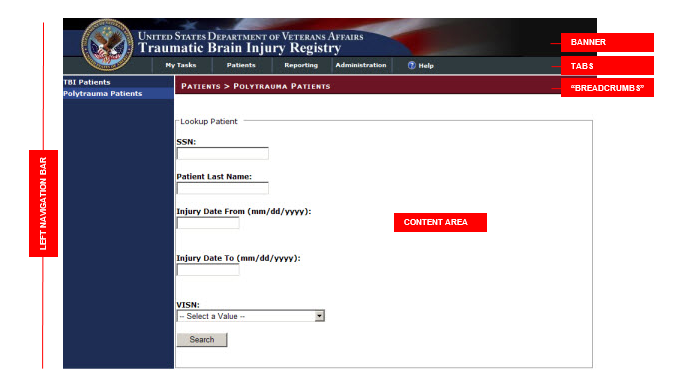 UNITED STATES DEPARTMENT OF VETERANS AFFAIRS
Traumatic Brain Injury Registry
BANNER
My Tasks Patients Reporting Administration ? Help
TABS
TBI Patients
Polytrauma Patients
PATIENTS > POLYTRAUMA PATIENTS
"BREADCRUMBS"
Lookup Patient
SSN:
Patient Last Name:
Injury Date From (mm/dd/yyyy):
CONTENT AREA
LEFT NAVIGATION BAR
Injury Date To (mm/dd/yyyy):
VISN:
-- Select a Value --
Search